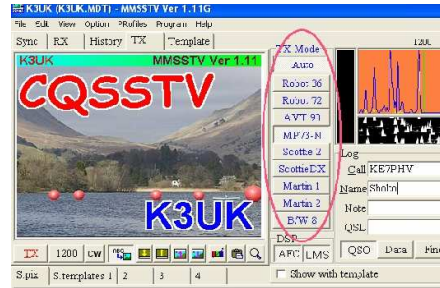 K3UK (K3UK.MDT) - MMSSTV Ver 1.11G
File Edit View Option PRofiles Program Help
Sync RX History TX Template
K3UK MMSSTV Ver 1.11
CQSSTV
K3UK
TX Mode
Auto
Robot 36
Robot 72
AVT 90
MP73-N
Scottie 2
ScottieDX
Martin 1
Martin 2
B/W 8
DSP
AFC LMS
1200
Log
Call KE7PHV
Name Sholto
Note
QSL
QSO Data Find
TX 1200 CW
S.pix S.templates 1 2 3 4
Show with template